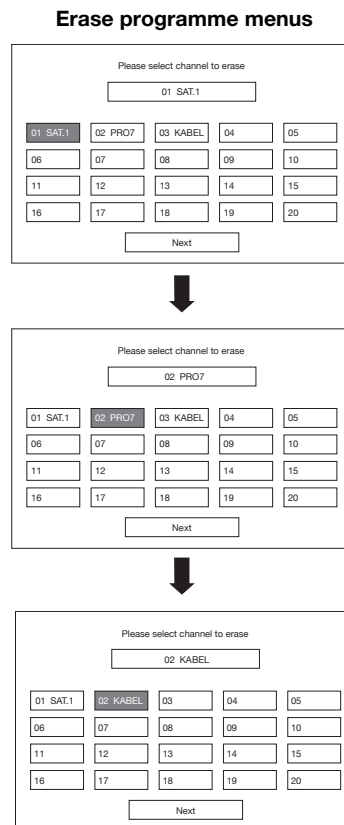 Erase programme menus
Please select channel to erase
01 SAT.1
01 SAT.1 02 PRO7 03 KABEL 04 05
06 07 08 09 10
11 12 13 14 15
16 17 18 19 20
Next
Please select channel to erase
02 PRO7
01 SAT.1 02 PRO7 03 KABEL 04 05
06 07 08 09 10
11 12 13 14 15
16 17 18 19 20
Next
Please select channel to erase
02 KABEL
01 SAT.1 02 KABEL 03 04 05
06 07 08 09 10
11 12 13 14 15
16 17 18 19 20
Next